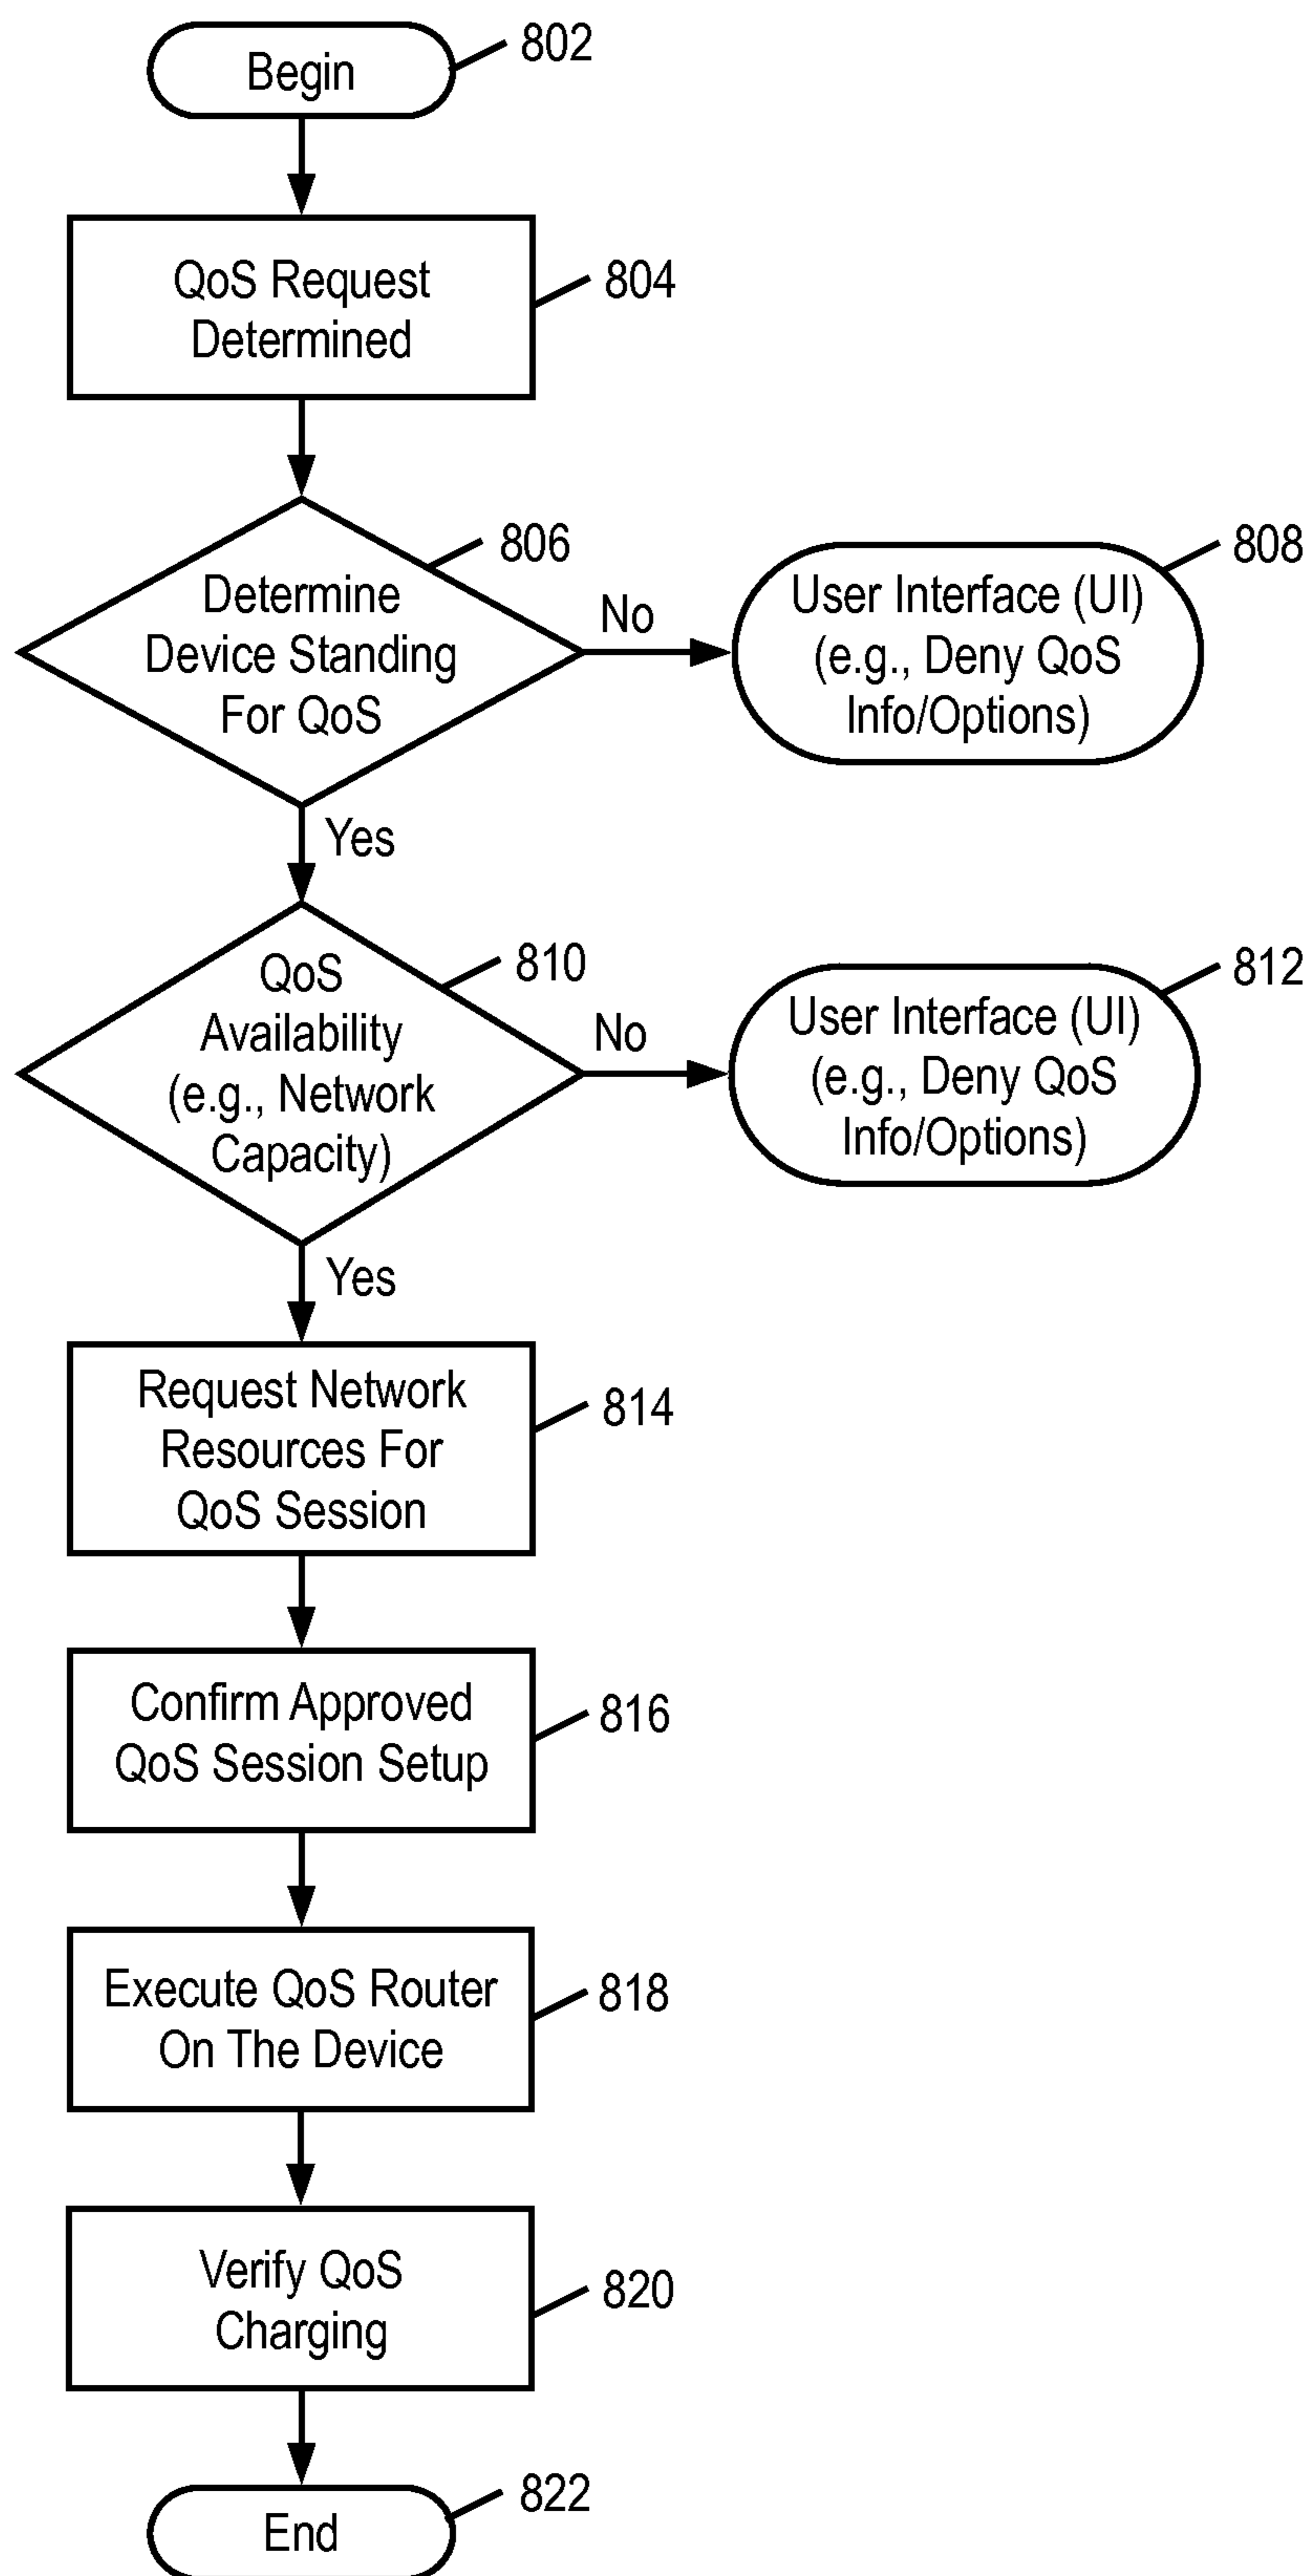 Begin
802
QoS Request
Determined
804
Determine
Device Standing
For QoS
806
No
User Interface (UI)
(e.g., Deny QoS
Info/Options)
808
Yes
QoS
Availability
(e.g., Network
Capacity)
810
No
User Interface (UI)
(e.g., Deny QoS
Info/Options)
812
Yes
Request Network
Resources For
QoS Session
814
Confirm Approved
QoS Session Setup
816
Execute QoS Router
On The Device
818
Verify QoS
Charging
820
End
822